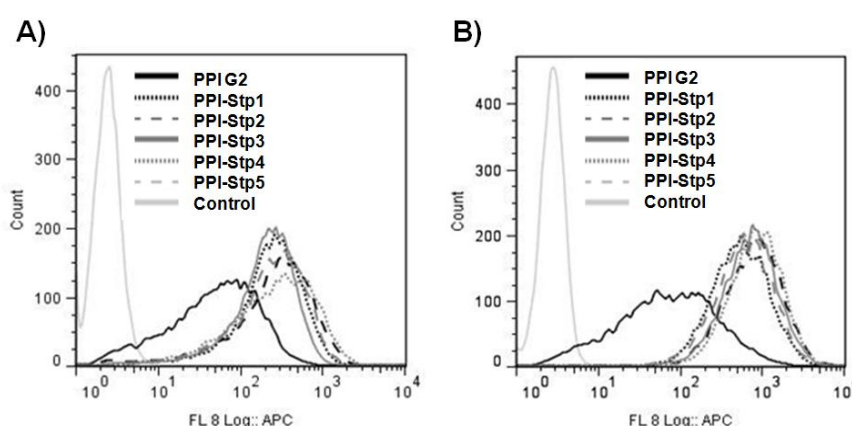 A)
PPI G2
PPI-Stp1
PPI-Stp2
PPI-Stp3
PPI-Stp4
PPI-Stp5
Control
Count
400
300
200
100
0
10^0
10^1
10^2
10^3
10^4
FL 8 Log:: APC
B)
PPI G2
PPI-Stp1
PPI-Stp2
PPI-Stp3
PPI-Stp4
PPI-Stp5
Control
Count
400
300
200
100
0
10^0
10^1
10^2
10^3
10
FL 8 Log:: APC